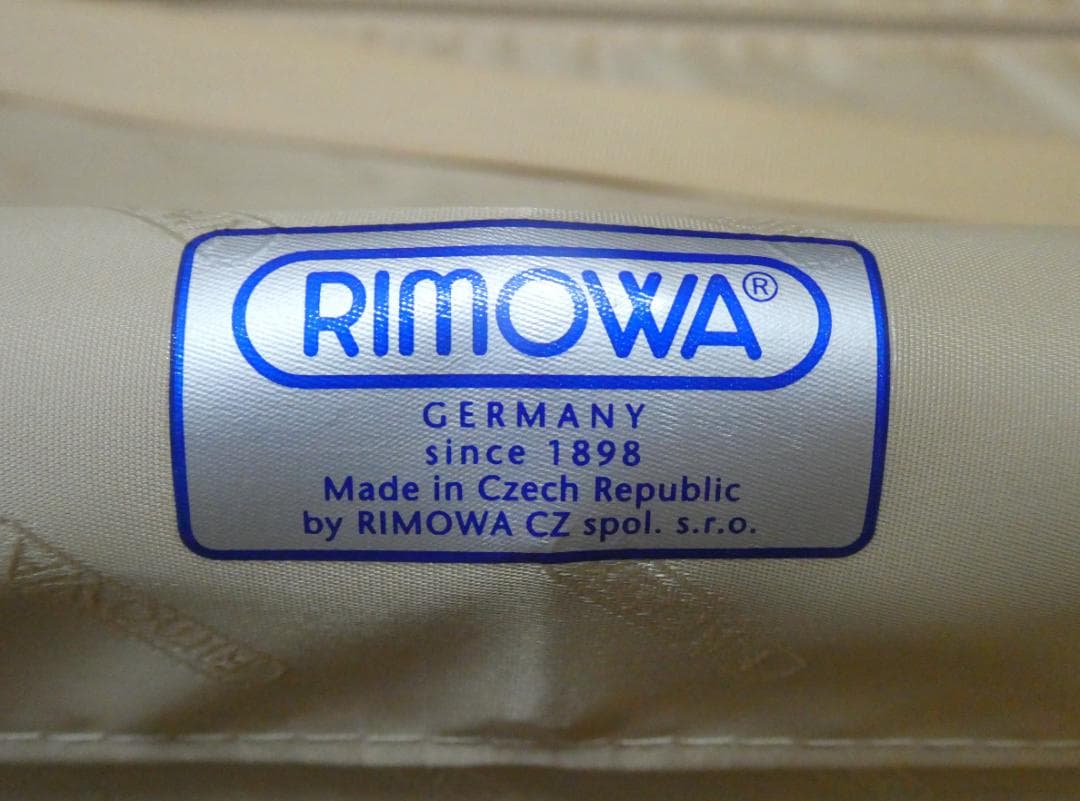 RIMOWA®
GERMANY
since 1898
Made in Czech Republic
by RIMOWA CZ spol. s.r.o.